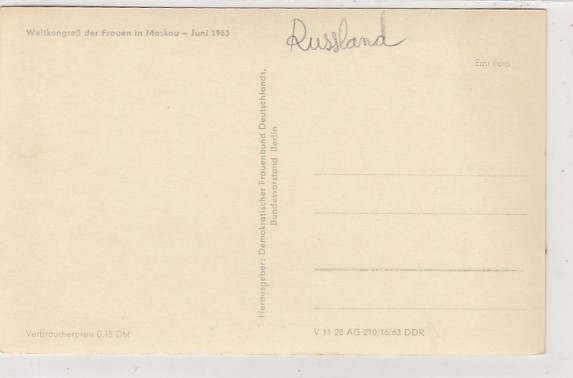 Weltkongreß der Frauen in Moskau – Juni 1963
Russland
Foto
Herausgeber: Demokratischer Frauenbund Deutschlands,
Bundesvorstand Berlin
Verbraucherpreis 0,15 DM
V 11 28 AG 210/16/63 DDR